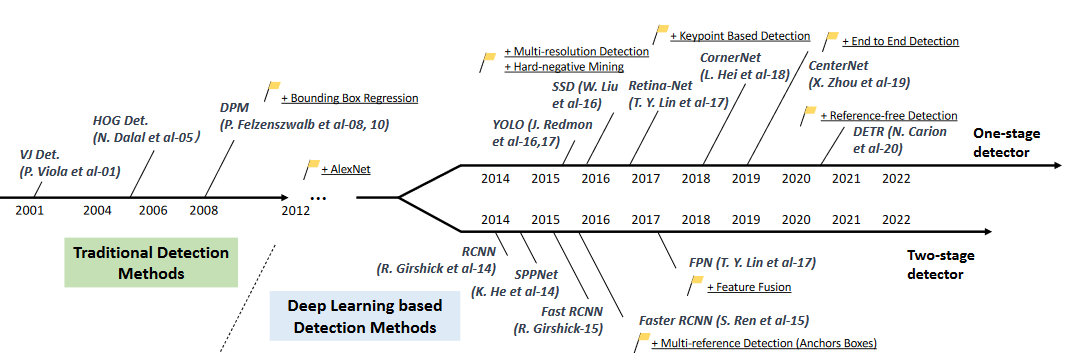 + Multi-resolution Detection
+ Hard-negative Mining
+ Keypoint Based Detection
+ End to End Detection
CornerNet
(L. Hei et al-18)
CenterNet
(X. Zhou et al-19)
+ Bounding Box Regression
SSD (W. Liu
et al-16)
Retina-Net
(T. Y. Lin et al-17)
DPM
(P. Felzenszwalb et al-08, 10)
HOG Det.
(N. Dalal et al-05)
YOLO (J. Redmon
et al-16,17)
+ Reference-free Detection
DETR (N. Carion
et al-20)
One-stage
detector
VJ Det.
(P. Viola et al-01)
+ AlexNet
2014 2015 2016 2017 2018 2019 2020 2021 2022
...
2001 2004 2006 2008 2012
2014 2015 2016 2017 2018 2019 2020 2021 2022
Traditional Detection
Methods
Two-stage
detector
RCNN
(R. Girshick et al-14)
SPPNet
(K. He et al-14)
FPN (T. Y. Lin et al-17)
+ Feature Fusion
Deep Learning based
Detection Methods
Fast RCNN
(R. Girshick-15)
Faster RCNN (S. Ren et al-15)
+ Multi-reference Detection (Anchors Boxes)